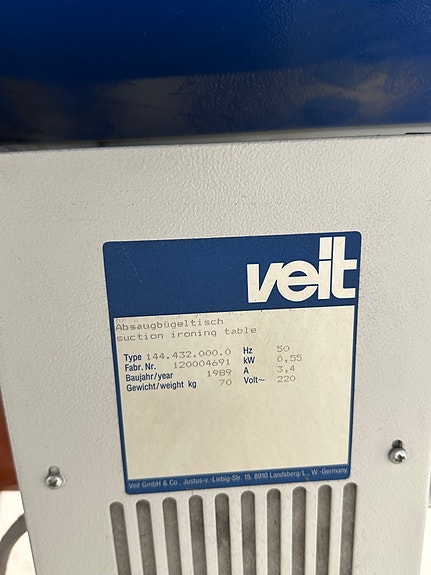 veit
Absaugbügeltisch
suction ironing table
Type 144.432.000.0 Hz 50
Fabr. Nr. 120004691 kW 0,55
Baujahr/year 1989 A 3,4
Gewicht/weight kg 70 Volt~ 220
Veit GmbH & Co., Justus-v.-Liebig-Str. 15, 8910 Landsberg/L., W.-Germany